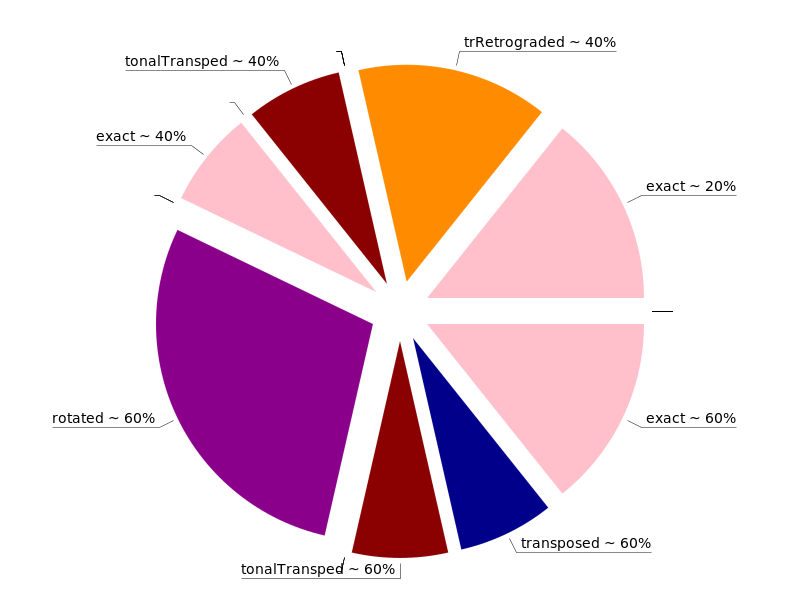 trRetrograded ~ 40%
tonalTransped ~ 40%
exact ~ 40%
exact ~ 20%
rotated ~ 60%
exact ~ 60%
transposed ~ 60%
tonalTransped ~ 60%